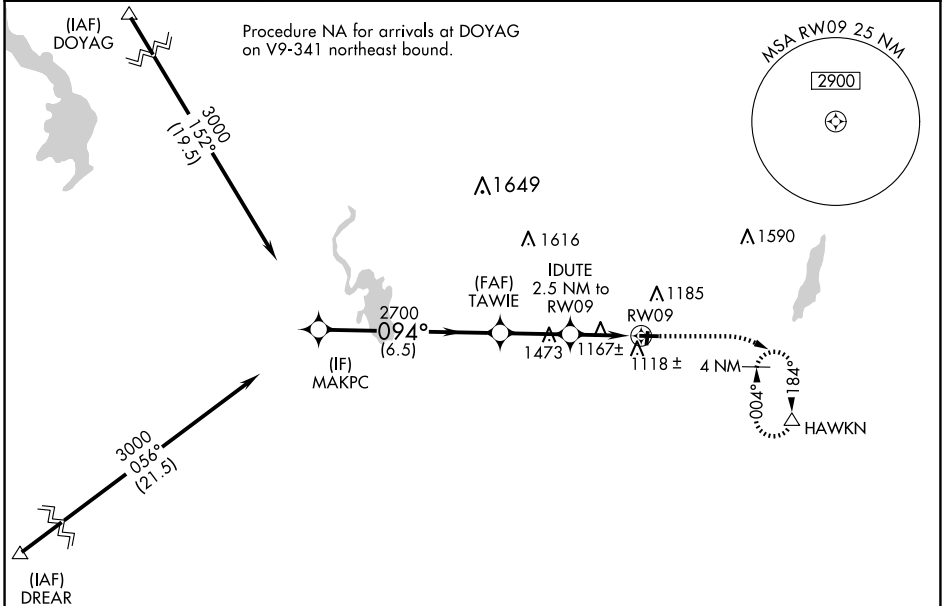 (IAF)
DOYAG
Procedure NA for arrivals at DOYAG
on V9-341 northeast bound.
MSA RW09 25 NM
2900
3000
152°
(19.5)
1649
1616
1590
(FAF)
TAWIE
IDUTE
2.5 NM to
RW09
1185
RW09
2700
094°
(6.5)
(IF)
MAKPC
1473
1167±
1118 ±
4 NM
004°
184°
HAWKN
3000
056°
(21.5)
(IAF)
DREAR